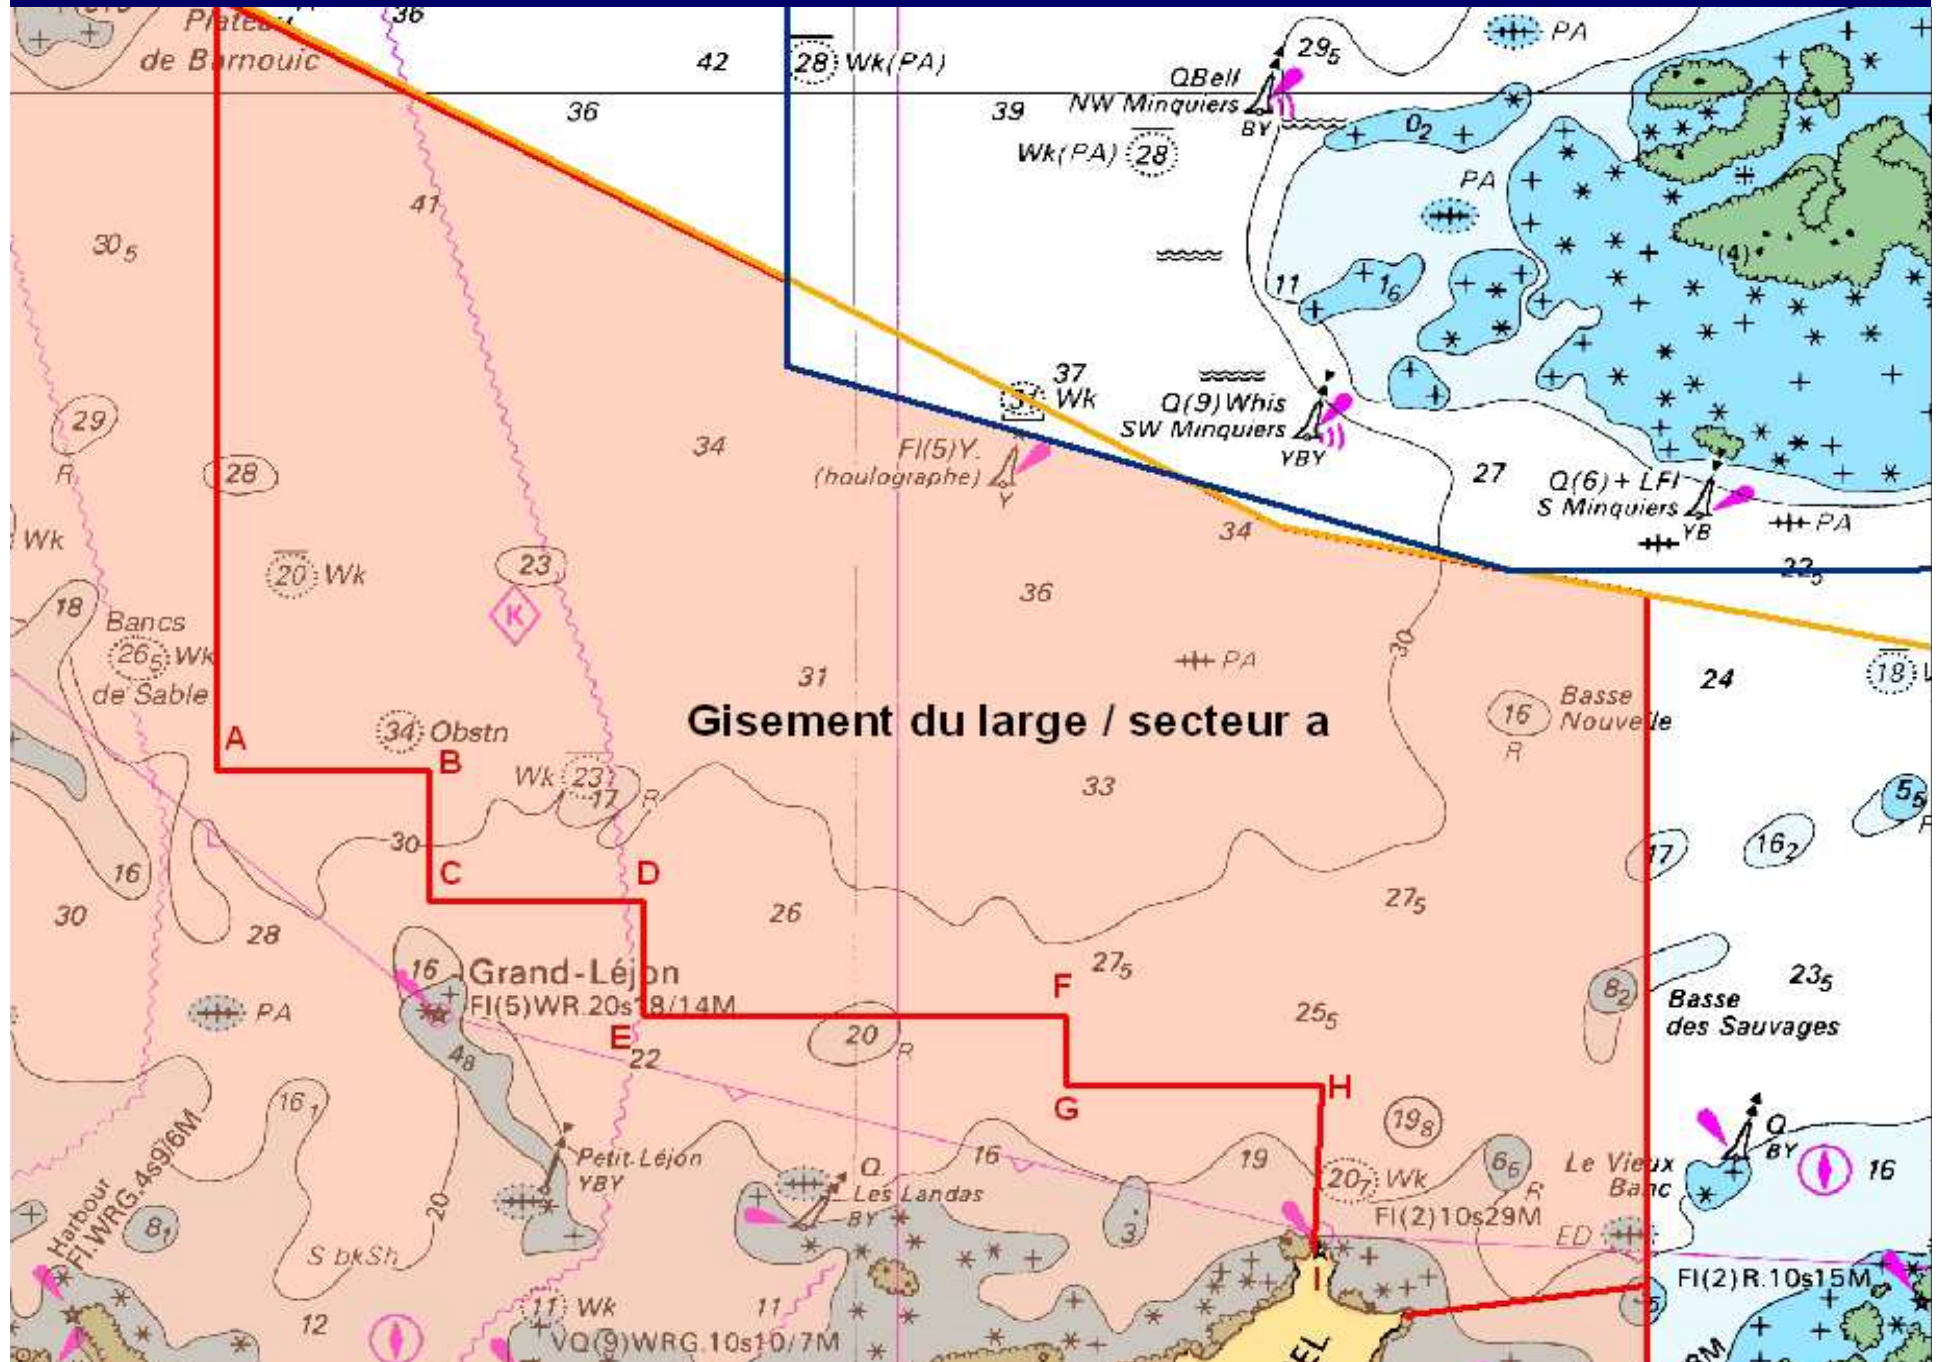 Plateau
de Barnouic
36
42
28 Wk(PA)
29₅
PA
QBell
NW Minquiers
BY
36
39
0₂
Wk(PA) 28
PA
41
30₅
(4)
11
1₆
37
31 Wk
Q(9)Whis
SW Minquiers
YBY
29
R
28
34
Fl(5)Y.
(houlographe)
Y
27
Q(6)+LFl
S Minquiers
YB
PA
Wk
20 Wk
23
34
22₅
K
36
18
Bancs
26₅ Wk
de Sable
30
PA
31
24
18
16
R
Basse
Nouvelle
Gisement du large / secteur a
A
34 Obstn
B
Wk 23
17
R
33
5₅
30
17
16₂
16
C
D
30
28
26
27₅
16
Grand-Léjon
Fl(5)WR.20s18/14M
27₅
F
8₂
23₅
Basse
des Sauvages
PA
25₅
E
22
20
R
4₈
G
H
16₁
19₈
Q
BY
Harbour
Fl.WRG.4s9/6M
Petit-Léjon
YBY
16
19
20₇ Wk
6₆
R
Le Vieux
Banc
16
20
Q.
Les Landas
BY
8₁
3
Fl(2)10s29M
ED
S bkSh
I
Fl(2)R.10s15M
11 Wk
11
12
VQ(9)WRG.10s10/7M